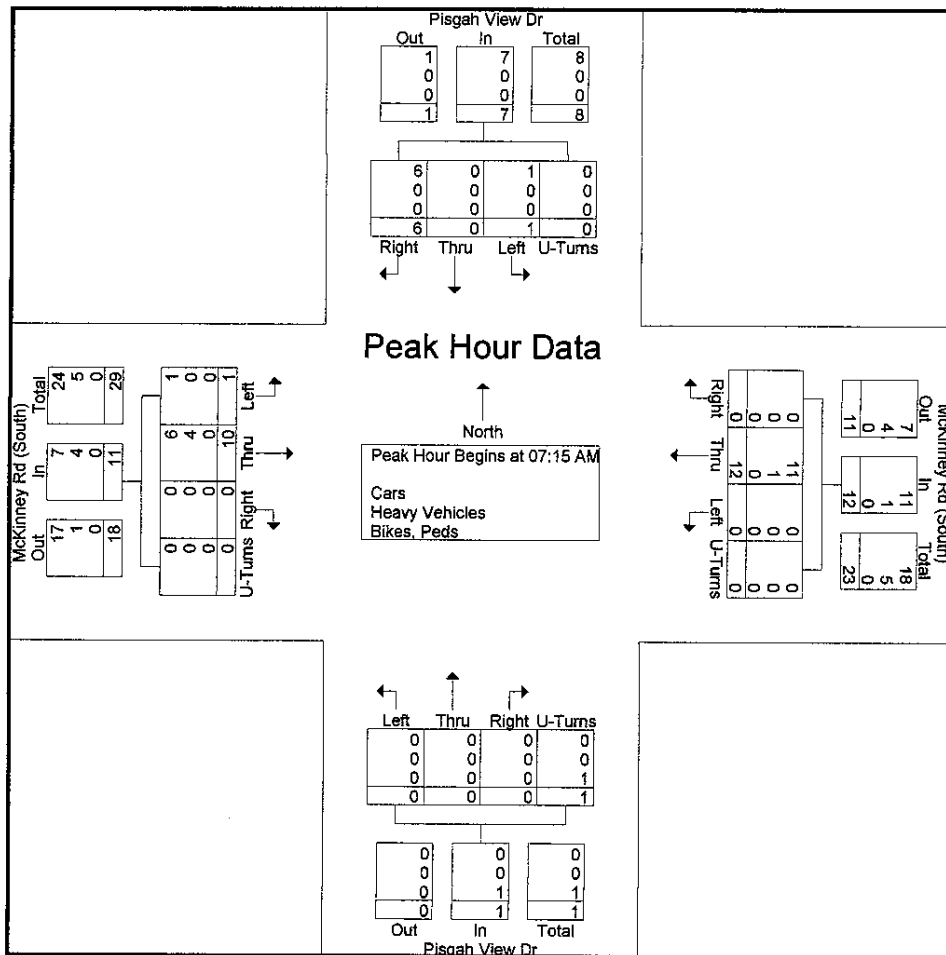 Pisgah View Dr
Out In Total
1 7 8
0 0 0
0 0 0
1 7 8
6 0 1 0
0 0 0 0
0 0 0 0
6 0 1 0
Right Thru Left U-Turns
Peak Hour Data
North
Peak Hour Begins at 07:15 AM
Cars
Heavy Vehicles
Bikes, Peds
McKinney Rd (South)
Out In Total
17 7 24
1 4 5
0 0 0
18 11 29
U-Turns Right Thru Left
0 0 6 1
0 0 4 0
0 0 0 0
0 0 10 1
McKinney Rd (South)
Out In Total
7 11 18
4 1 5
0 0 0
11 12 23
0 11 0 0
0 1 0 0
0 0 0 0
0 12 0 0
Right Thru Left U-Turns
Left Thru Right U-Turns
0 0 0 0
0 0 0 0
0 0 0 1
0 0 0 1
0 0 0
0 0 0
0 1 1
0 1 1
Out In Total
Pisgah View Dr